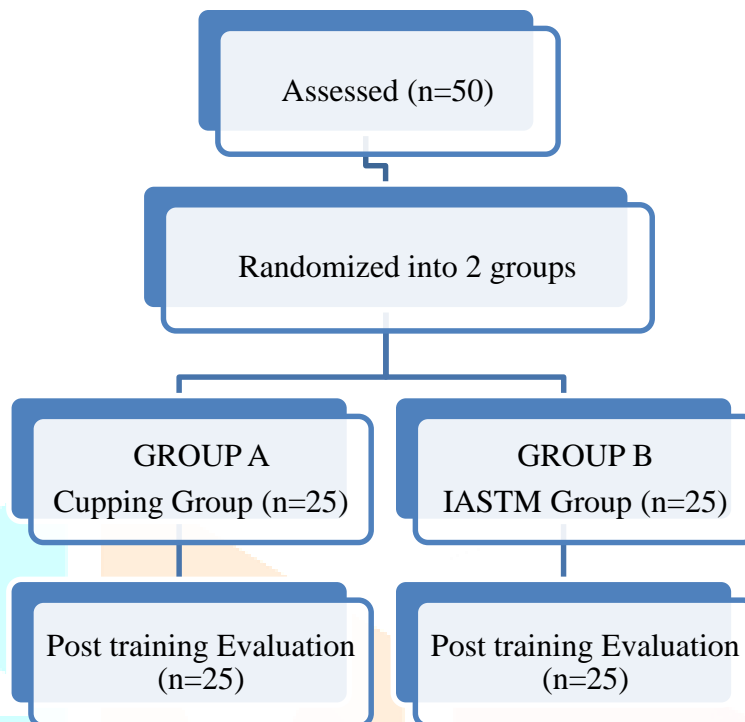 Assessed (n=50)
Randomized into 2 groups
GROUP A
Cupping Group (n=25)
GROUP B
IASTM Group (n=25)
Post training Evaluation
(n=25)
Post training Evaluation
(n=25)